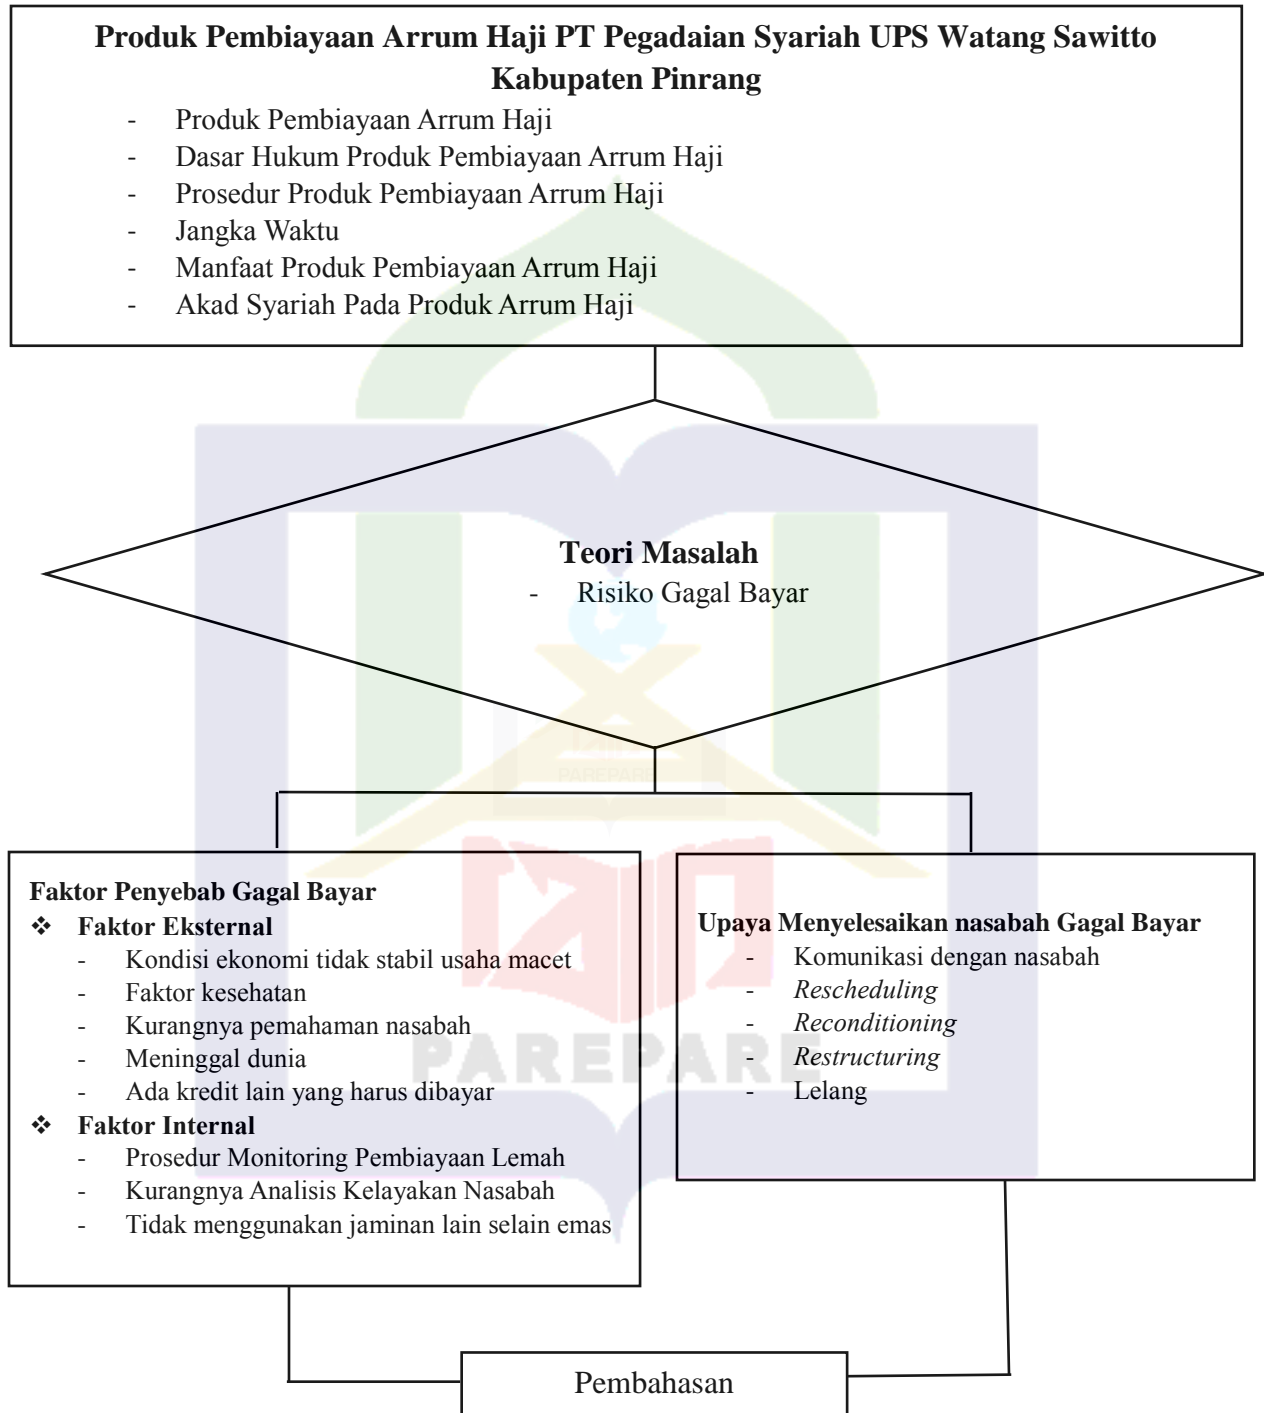 Produk Pembiayaan Arrum Haji PT Pegadaian Syariah UPS Watang Sawitto
Kabupaten Pinrang
- Produk Pembiayaan Arrum Haji
- Dasar Hukum Produk Pembiayaan Arrum Haji
- Prosedur Produk Pembiayaan Arrum Haji
- Jangka Waktu
- Manfaat Produk Pembiayaan Arrum Haji
- Akad Syariah Pada Produk Arrum Haji
Teori Masalah
- Risiko Gagal Bayar
PAREPARE
Faktor Penyebab Gagal Bayar
❖ Faktor Eksternal
- Kondisi ekonomi tidak stabil usaha macet
- Faktor kesehatan
- Kurangnya pemahaman nasabah
- Meninggal dunia
- Ada kredit lain yang harus dibayar
❖ Faktor Internal
- Prosedur Monitoring Pembiayaan Lemah
- Kurangnya Analisis Kelayakan Nasabah
- Tidak menggunakan jaminan lain selain emas
Upaya Menyelesaikan nasabah Gagal Bayar
- Komunikasi dengan nasabah
- Rescheduling
- Reconditioning
- Restructuring
- Lelang
PAREPARE
Pembahasan